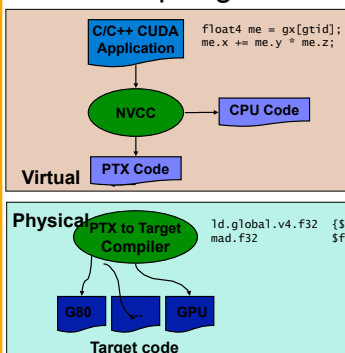 C/C++ CUDA
Application
float4 me = gx[gtid];
me.x += me.y * me.z;
NVCC
CPU Code
PTX Code
Virtual
Physical
PTX to Target
Compiler
ld.global.v4.f32 {$
mad.f32 $f
G80
...
GPU
Target code